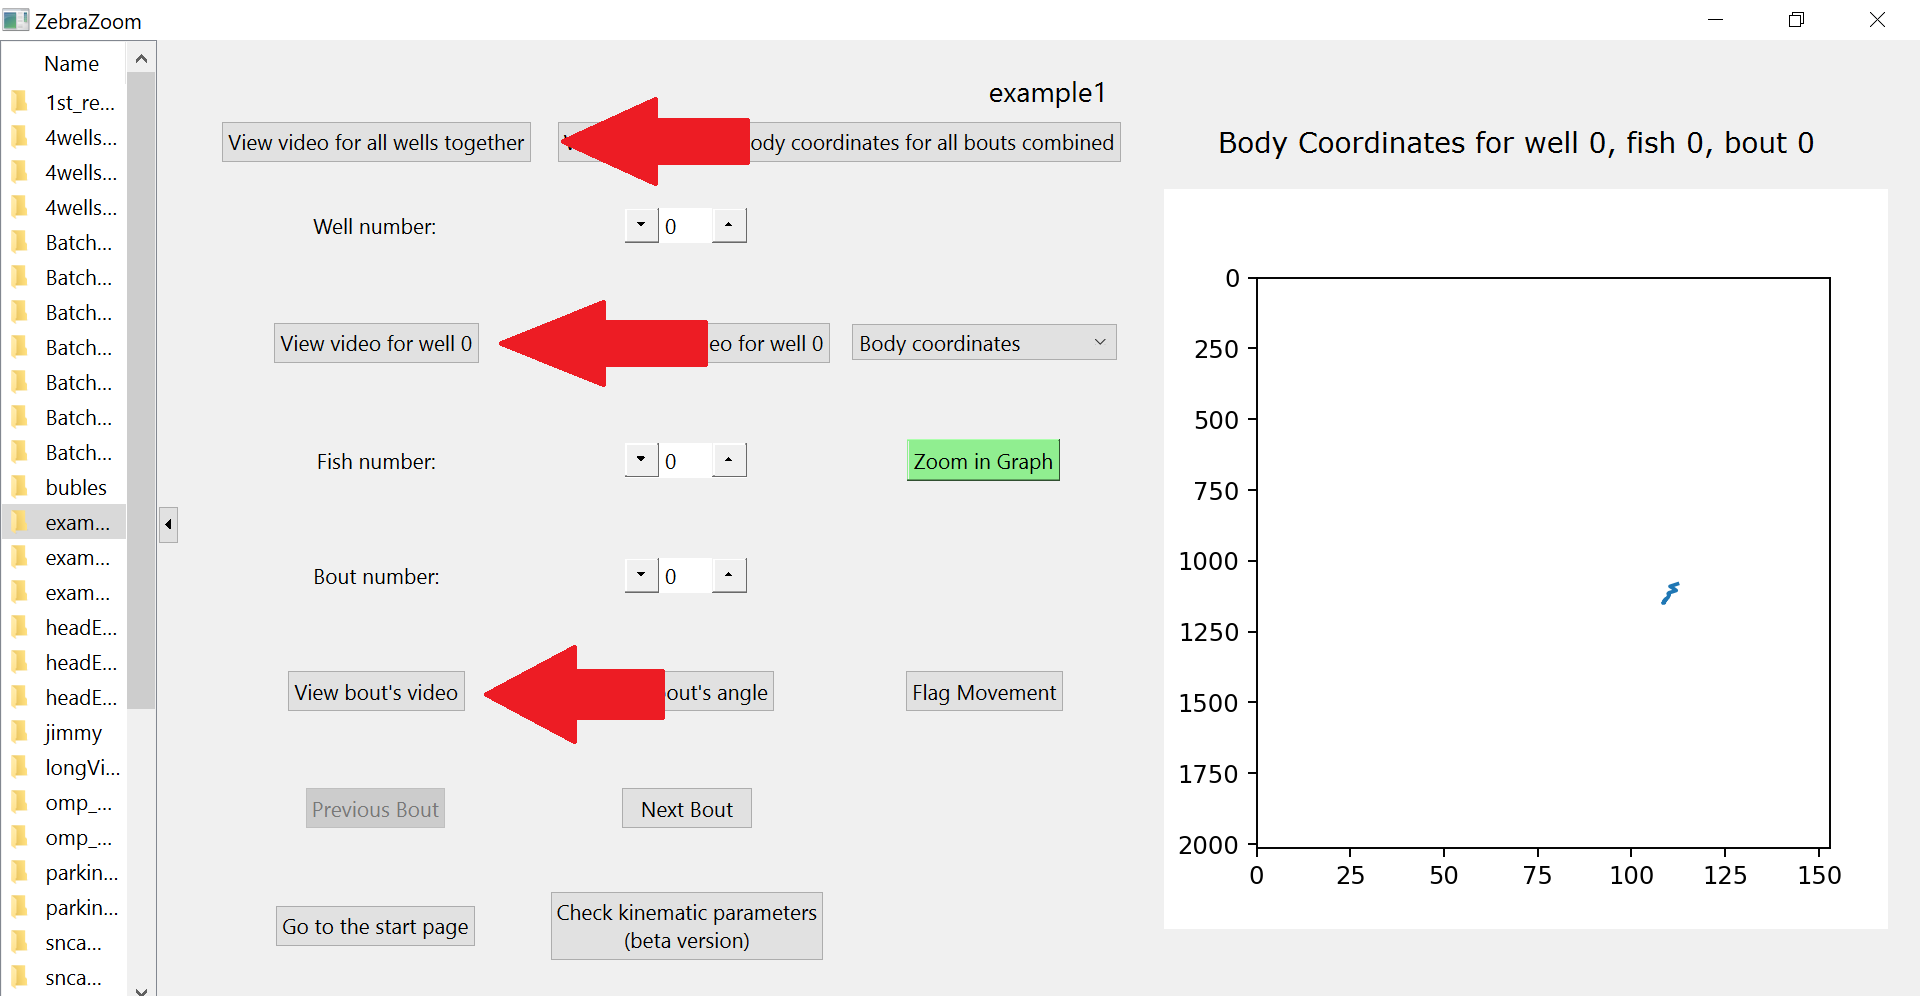 ZebraZoom
Name
1st_re...
4wells...
4wells...
4wells...
Batch...
Batch...
Batch...
Batch...
Batch...
Batch...
Batch...
bubles
exam...
exam...
exam...
headE...
headE...
headE...
jimmy
longVi...
omp_...
omp_...
parkin...
parkin...
snca...
snca...
example1
View video for all wells together
ody coordinates for all bouts combined
Well number:
0
View video for well 0
eo for well 0
Body coordinates
Fish number:
0
Zoom in Graph
Bout number:
0
View bout's video
out's angle
Flag Movement
Previous Bout
Next Bout
Go to the start page
Check kinematic parameters
(beta version)
Body Coordinates for well 0, fish 0, bout 0
0
250
500
750
1000
1250
1500
1750
2000
0 25 50 75 100 125 150